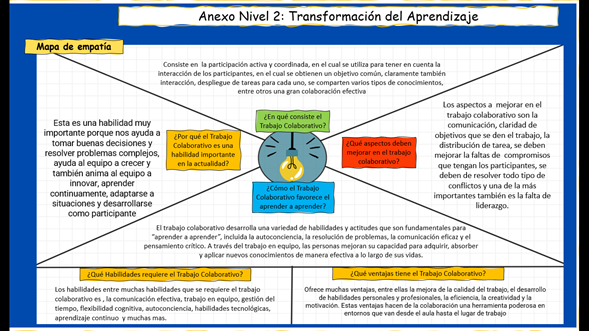 Anexo Nivel 2: Transformación del Aprendizaje
Mapa de empatía
Consiste en la participación activa y coordinada, en el cual se utiliza para tener en cuenta la
interacción de los participantes, en el cual se obtienen un objetivo común, claramente también
interacción, despliegue de tareas para cada uno, se comparten varios tipos de conocimientos,
entre otros una gran colaboración efectiva
¿En qué consiste el
Trabajo Colaborativo?
Esta es una habilidad muy
importante porque nos ayuda a
tomar buenas decisiones y
resolver problemas complejos,
ayuda al equipo a crecer y
también anima al equipo a
innovar, aprender
continuamente, adaptarse a
situaciones y desarrollarse
como participante
¿Por qué el Trabajo
Colaborativo es una
habilidad importante
en la actualidad?
¿Qué aspectos deben
mejorar en el trabajo
colaborativo?
Los aspectos a mejorar en el
trabajo colaborativo son la
comunicación, claridad de
objetivos que se den el trabajo, la
distribución de tarea, se deben
mejorar la faltas de compromisos
que tengan los participantes, se
deben de resolver todo tipo de
conflictos y una de la más
importantes también es la falta de
liderazgo.
¿Cómo el Trabajo
Colaborativo favorece el
aprender a aprender?
El trabajo colaborativo desarrolla una variedad de habilidades y actitudes que son fundamentales para
"aprender a aprender", incluida la autoconciencia, la resolución de problemas, la comunicación eficaz y el
pensamiento crítico. A través del trabajo en equipo, las personas mejoran su capacidad para adquirir, absorber
y aplicar nuevos conocimientos de manera efectiva a lo largo de sus vidas.
¿Qué Habilidades requiere el Trabajo Colaborativo?
Los habilidades entre muchas habilidades que se requiere el trabajo
colaborativo es , la comunicación efectiva, trabajo en equipo, gestión del
tiempo, flexibilidad cognitiva, autoconciencia, habilidades tecnológicas,
aprendizaje continuo y muchas mas.
¿Qué ventajas tiene el Trabajo Colaborativo?
Ofrece muchas ventajas, entre ellas la mejora de la calidad del trabajo, el desarrollo
de habilidades personales y profesionales, la eficiencia, la creatividad y la
motivación. Estas ventajas hacen de la colaboración una herramienta poderosa en
entornos que van desde el aula hasta el lugar de trabajo